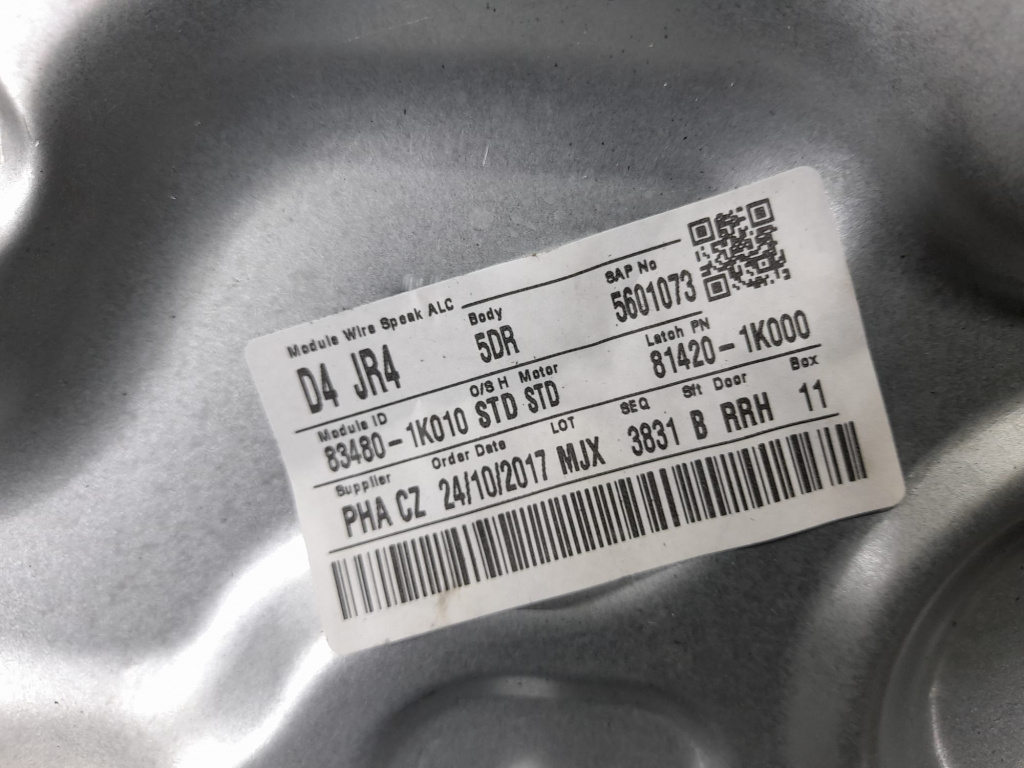 Module Wire Speak ALC
D4 JR4
Body
5DR
SAP No
5601073
Module ID
83480-1K010 STD STD
O/S H Motor
Latch PN
81420-1K000
Supplier Order Date LOT SEQ Sft Door Box
PHA CZ 24/10/2017 MJX 3831 B RRH 11